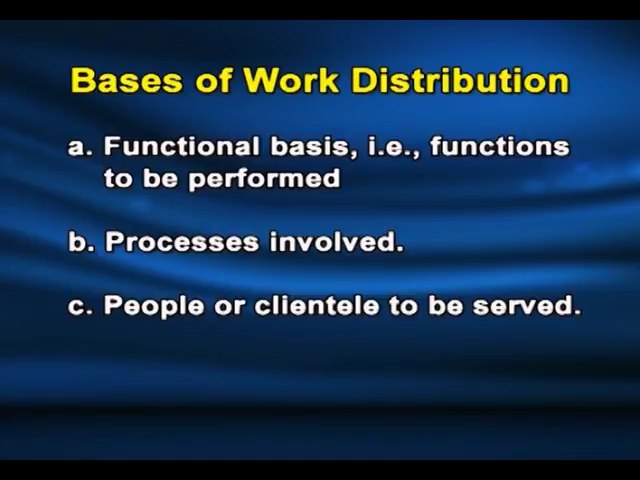 Bases of Work Distribution
a. Functional basis, i.e., functions
to be performed
b. Processes involved.
c. People or clientele to be served.